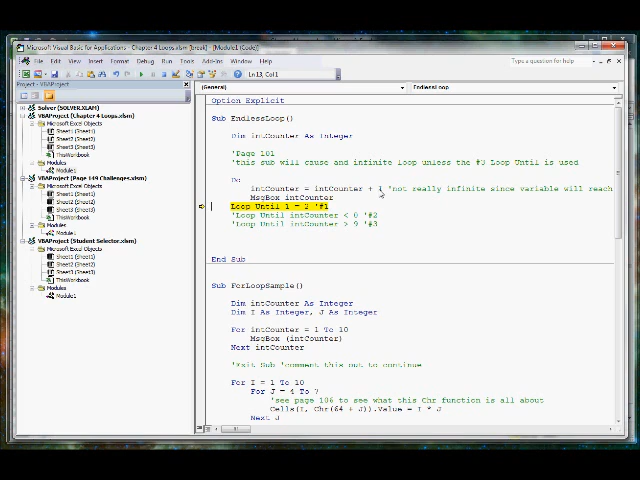 Microsoft Visual Basic for Applications - Chapter 4 Loops.xlsm [break] - [Module1 (Code)]
File Edit View Insert Format Debug Run Tools Add-Ins Window Help
Type a question for help
Ln 13, Col 1
Project - VBAProject
Solver (SOLVER.XLAM)
VBAProject (Chapter 4 Loops.xlsm)
Microsoft Excel Objects
Sheet1 (Sheet1)
Sheet2 (Sheet2)
Sheet3 (Sheet3)
ThisWorkbook
Modules
Module1
VBAProject (Page 149 Challenges.xlsm)
Microsoft Excel Objects
Sheet1 (Sheet1)
Sheet2 (Sheet2)
Sheet3 (Sheet3)
ThisWorkbook
Modules
Module1
VBAProject (Student Selector.xlsm)
Microsoft Excel Objects
Sheet1 (Sheet1)
Sheet2 (Sheet2)
Sheet3 (Sheet3)
ThisWorkbook
Modules
Module1
(General)
EndlessLoop
Option Explicit
Sub EndlessLoop()
Dim intCounter As Integer
'Page 101
'this sub will cause and infinite Loop unless the #3 Loop Until is used
Do
intCounter = intCounter + 1 'not really infinite since variable will reach
MsgBox intCounter
Loop Until 1 = 2 '#1
'Loop Until intCounter < 0 '#2
'Loop Until intCounter > 9 '#3
End Sub
Sub ForLoopSample()
Dim intCounter As Integer
Dim I As Integer, J As Integer
For intCounter = 1 To 10
MsgBox (intCounter)
Next intCounter
'Exit Sub 'comment this out to continue
For I = 1 To 10
For J = 4 To 7
'see page 106 to see what this Chr function is all about
Cells(I, Chr(64 + J)).Value = I * J
Next J